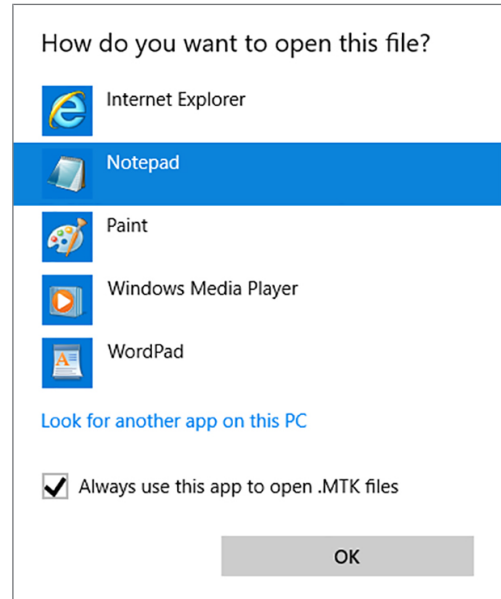 How do you want to open this file?
Internet Explorer
Notepad
Paint
Windows Media Player
WordPad
Look for another app on this PC
Always use this app to open .MTK files
OK